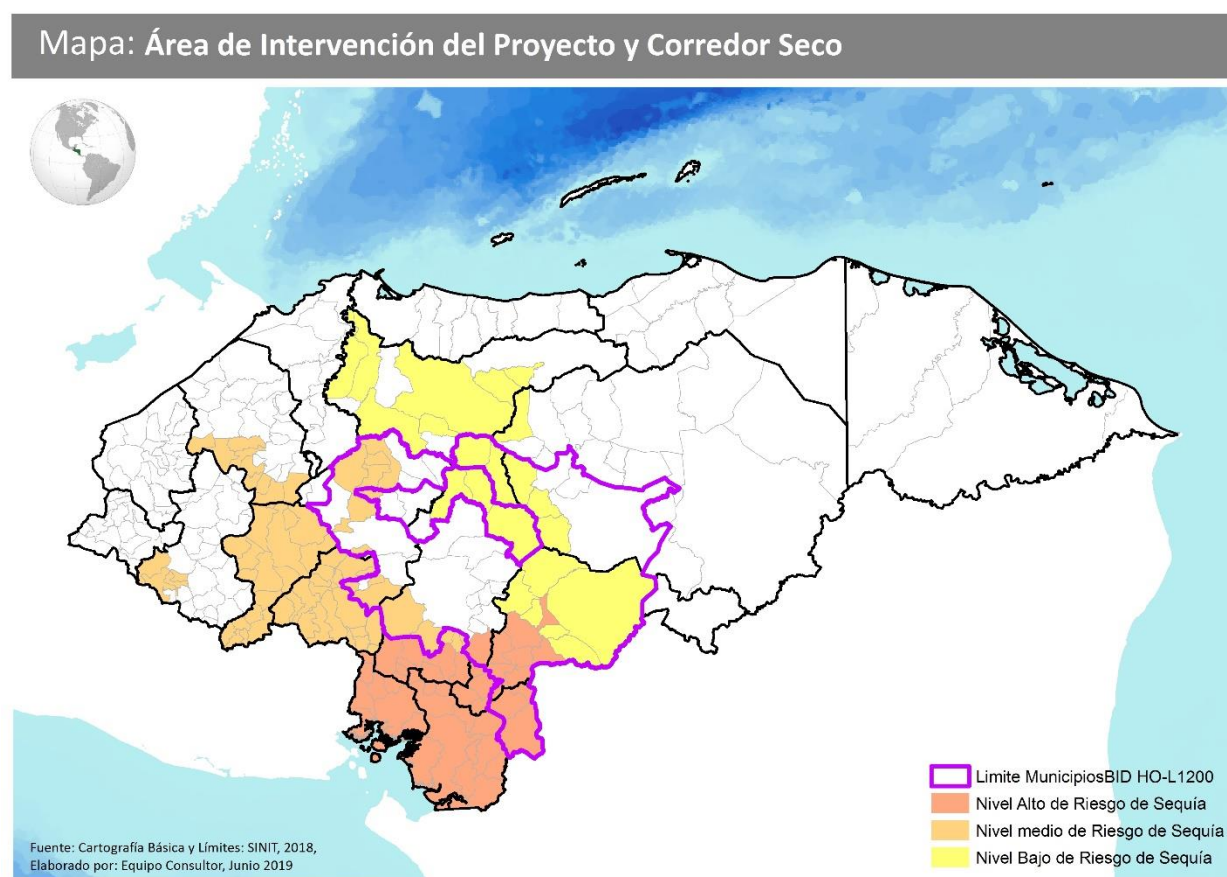 Mapa: Área de Intervención del Proyecto y Corredor Seco
Limite MunicipiosBID HO-L1200
Nivel Alto de Riesgo de Sequía
Nivel medio de Riesgo de Sequía
Nivel Bajo de Riesgo de Sequía
Fuente: Cartografía Básica y Límites: SINIT, 2018,
Elaborado por: Equipo Consultor, Junio 2019